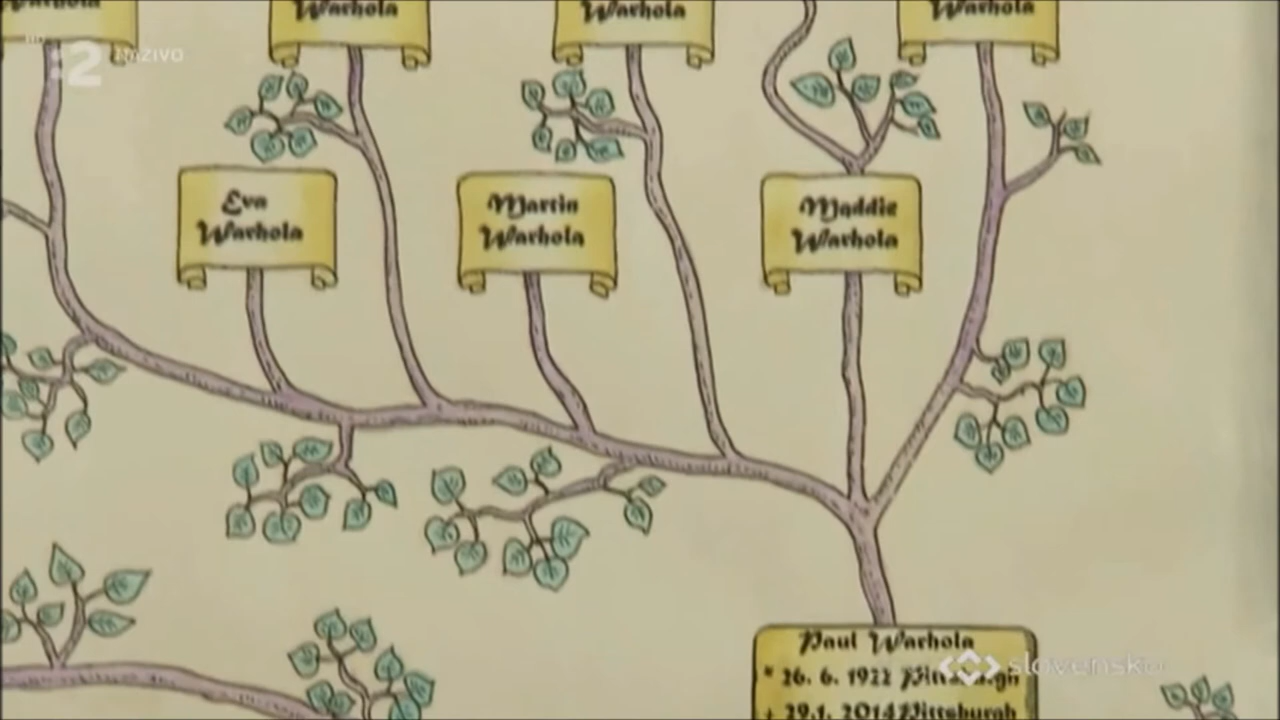 Warhola
Warhola
Warhola
Warhola
:2
NAŽIVO
Eva
Warhola
Martin
Warhola
Maddie
Warhola
Paul Warhola
* 26. 6. 1922 Pittsburgh
+ 29.1. 2014 Pittsburgh
slovensko